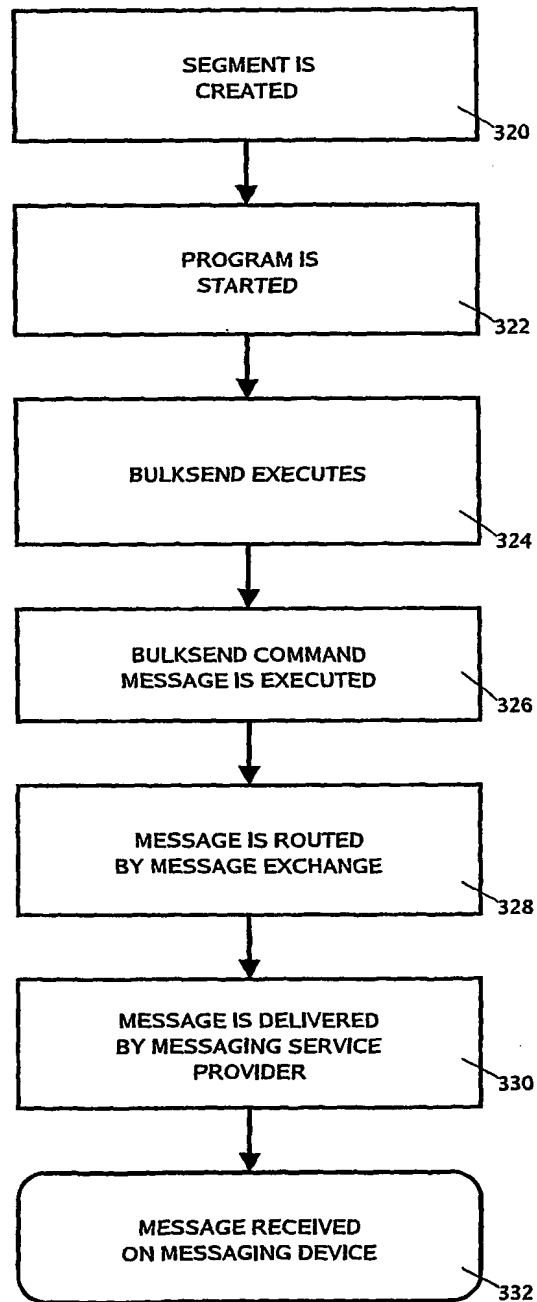 SEGMENT IS
CREATED
320
PROGRAM IS
STARTED
322
BULKSEND EXECUTES
324
BULKSEND COMMAND
MESSAGE IS EXECUTED
326
MESSAGE IS ROUTED
BY MESSAGE EXCHANGE
328
MESSAGE IS DELIVERED
BY MESSAGING SERVICE
PROVIDER
330
MESSAGE RECEIVED
ON MESSAGING DEVICE
332